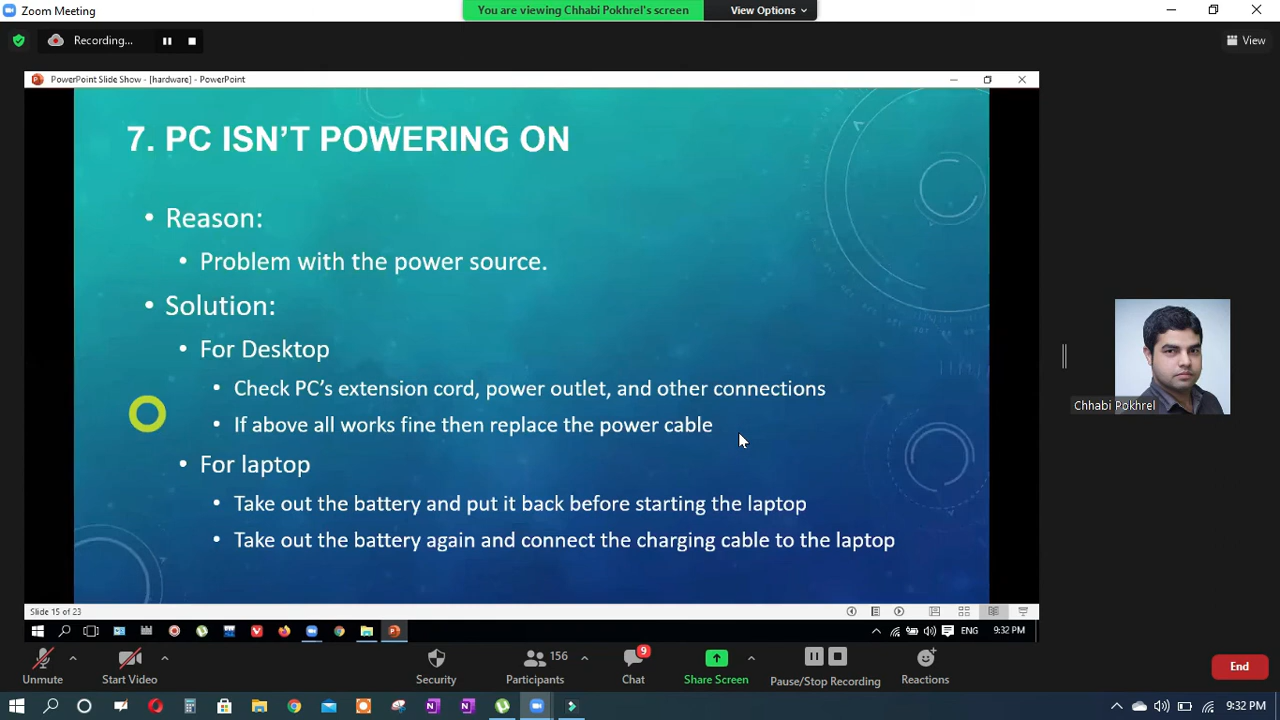 Zoom Meeting
You are viewing Chhabi Pokhrel's screen
View Options
Recording...
View
PowerPoint Slide Show - [hardware] - PowerPoint
7. PC ISN'T POWERING ON
• Reason:
• Problem with the power source.
• Solution:
• For Desktop
• Check PC's extension cord, power outlet, and other connections
• If above all works fine then replace the power cable
• For laptop
• Take out the battery and put it back before starting the laptop
• Take out the battery again and connect the charging cable to the laptop
Chhabi Pokhrel
Slide 15 of 23
ENG 9:32 PM
156
9
Unmute
Start Video
Security
Participants
Chat
Share Screen
Pause/Stop Recording
Reactions
End
9:32 PM